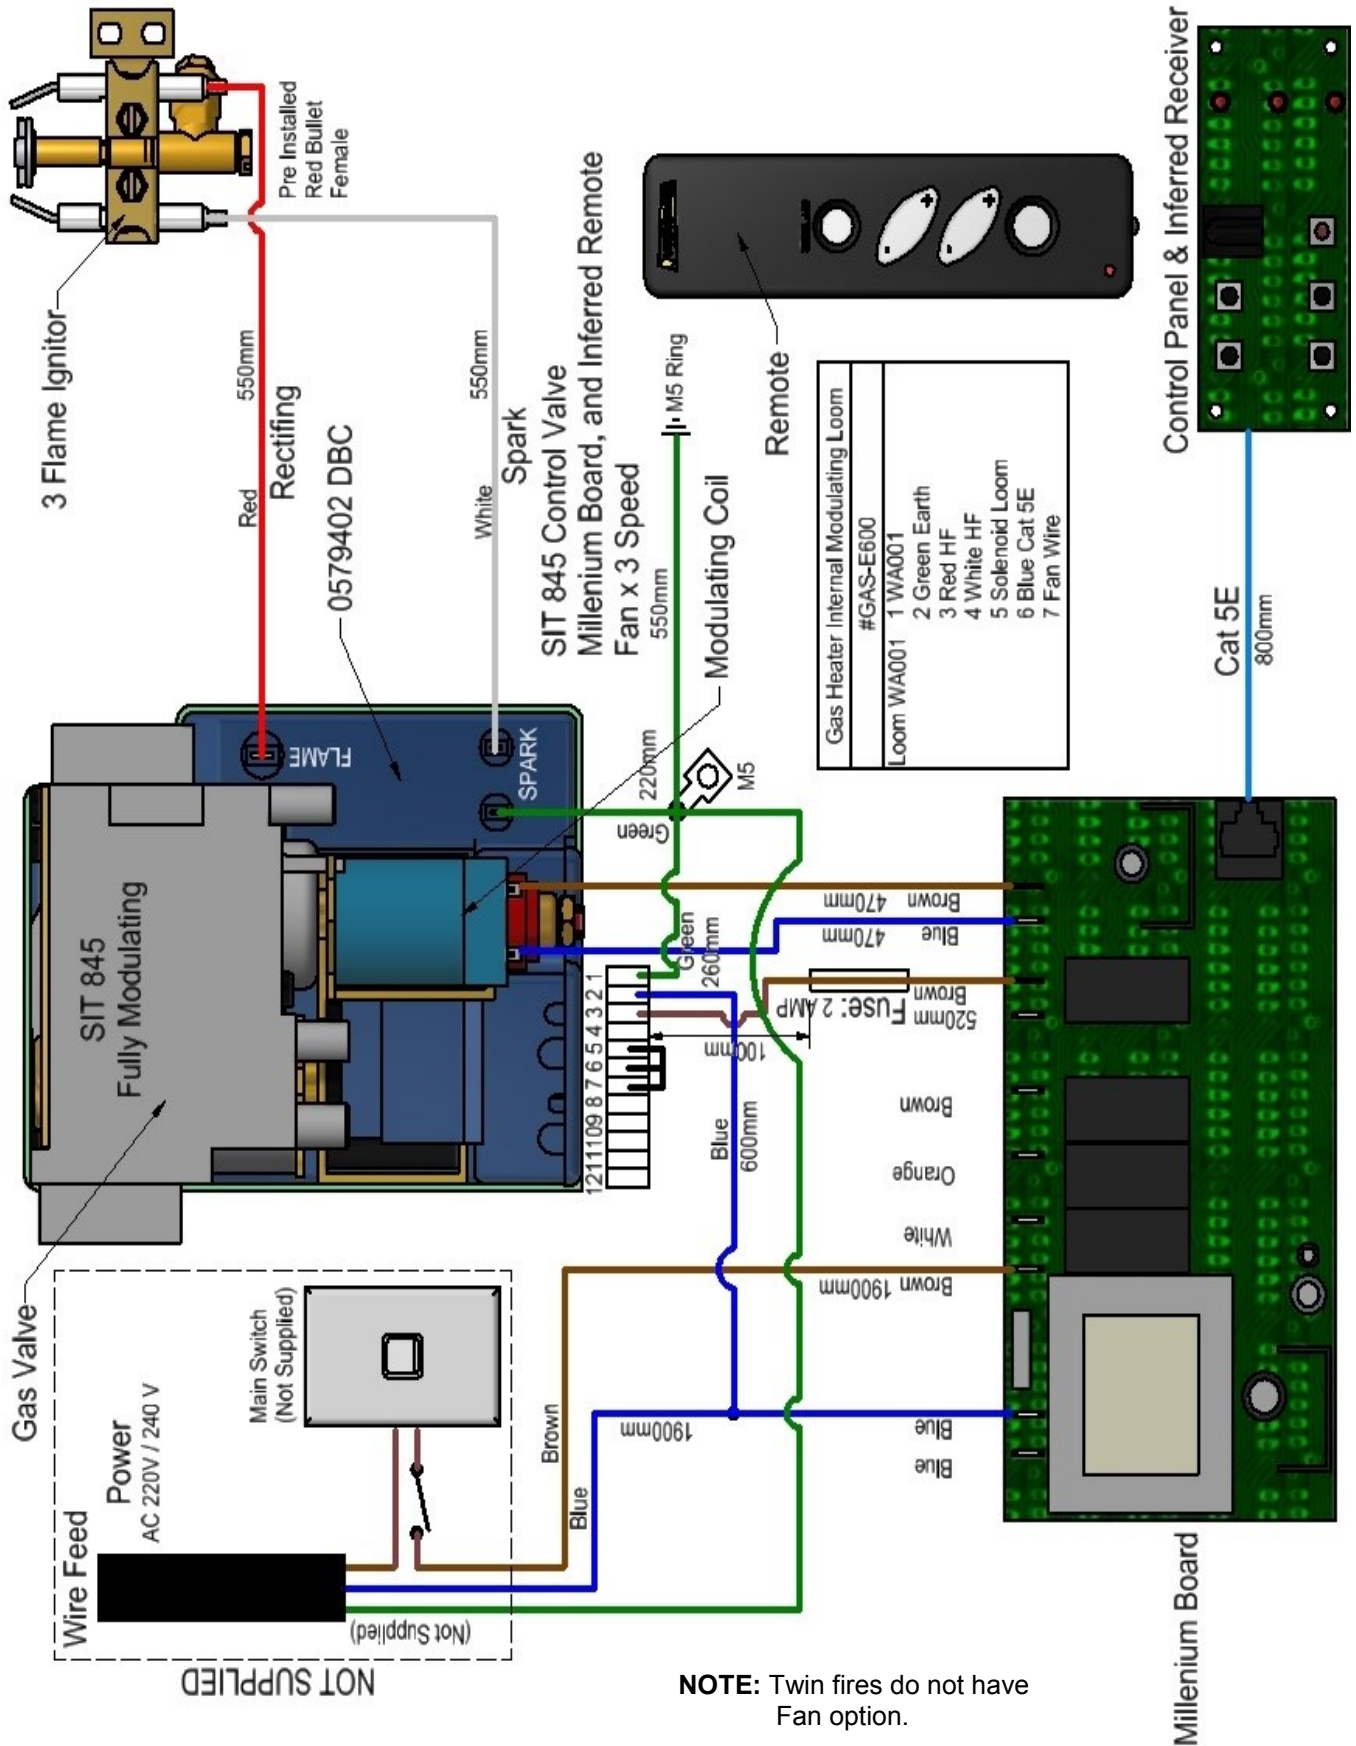 3 Flame Ignitor
Pre Installed
Red Bullet
Female
Red
550mm
Rectifing
White
550mm
Spark
0579402 DBC
SIT 845 Control Valve
Millenium Board, and Inferred Remote
Fan x 3 Speed
550mm
M5 Ring
Modulating Coil
Remote
Gas Heater Internal Modulating Loom
#GAS-E600
Loom WA001 1 WA001
2 Green Earth
3 Red HF
4 White HF
5 Solenoid Loom
6 Blue Cat 5E
7 Fan Wire
Control Panel & Inferred Receiver
Cat 5E
800mm
Gas Valve
SIT 845
Fully Modulating
FLAME
SPARK
220mm
Green
M5
Green
260mm
1211109 8 7 6 5 4 3 2 1
Brown 470mm
Blue 470mm
Fuse: 2 AMP
Brown
520mm
100mm
Blue
600mm
Brown
Orange
White
Brown 1900mm
1900mm
Blue
Blue
Wire Feed
Power
AC 220V / 240 V
Main Switch
(Not Supplied)
Brown
Blue
(Not Supplied)
NOT SUPPLIED
Millenium Board
NOTE: Twin fires do not have
Fan option.